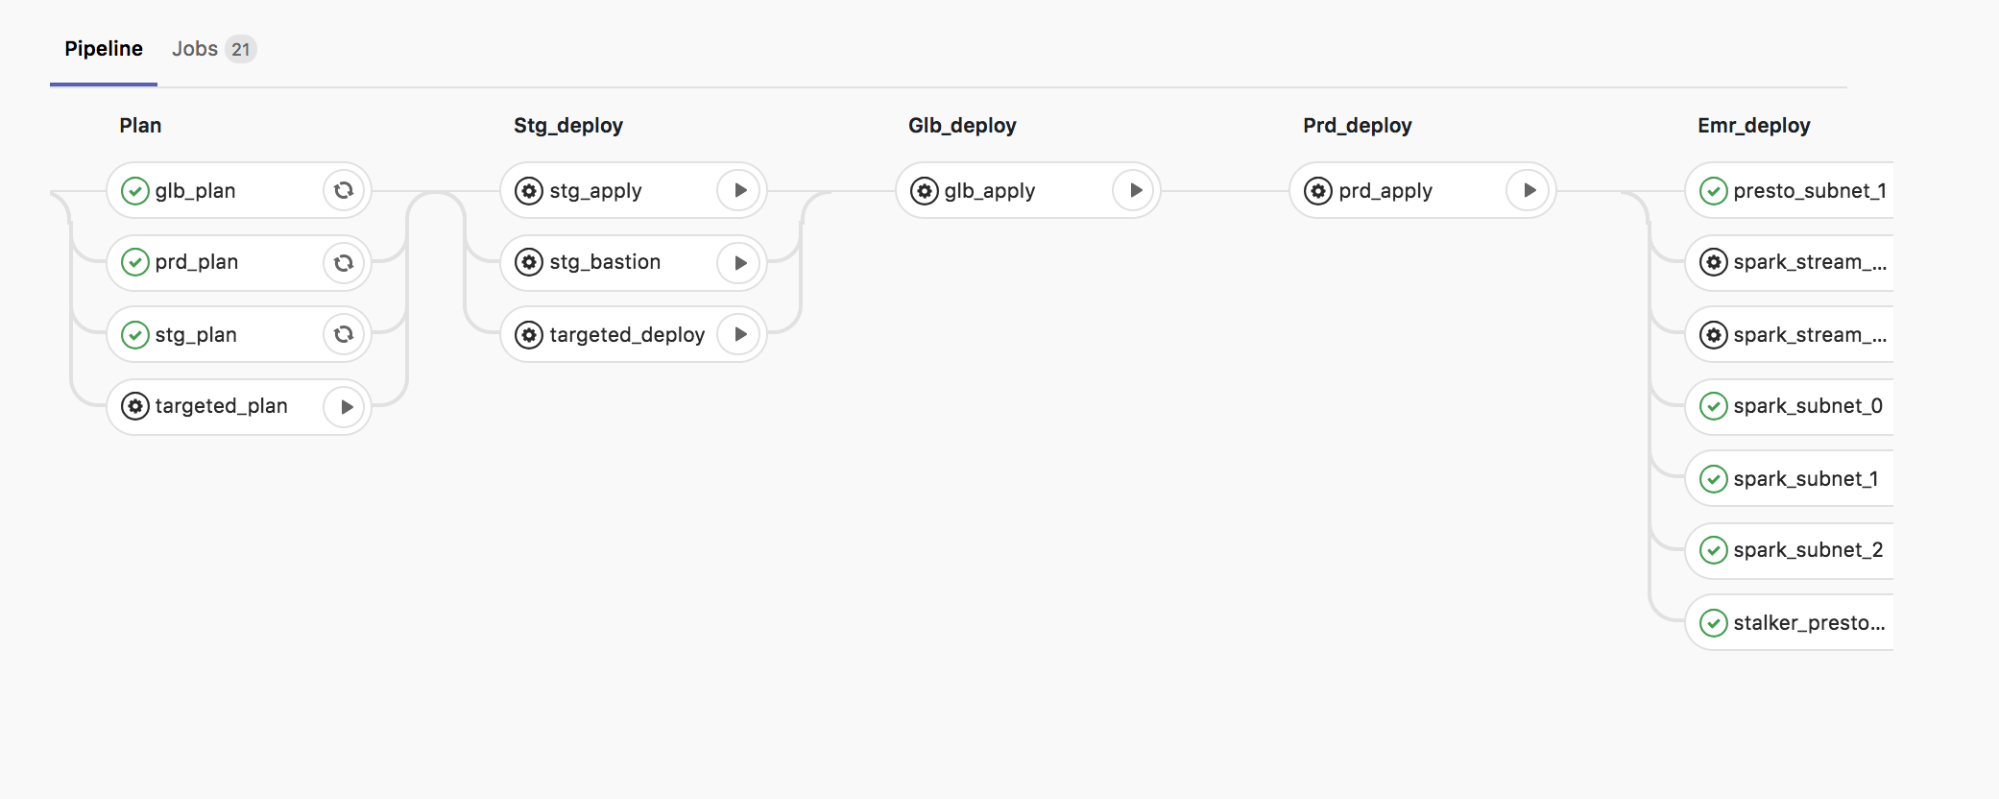 Pipeline Jobs 21
Plan
glb_plan
prd_plan
stg_plan
targeted_plan
Stg_deploy
stg_apply
stg_bastion
targeted_deploy
Glb_deploy
glb_apply
Prd_deploy
prd_apply
Emr_deploy
presto_subnet_1
spark_stream_...
spark_stream_...
spark_subnet_0
spark_subnet_1
spark_subnet_2
stalker_presto...